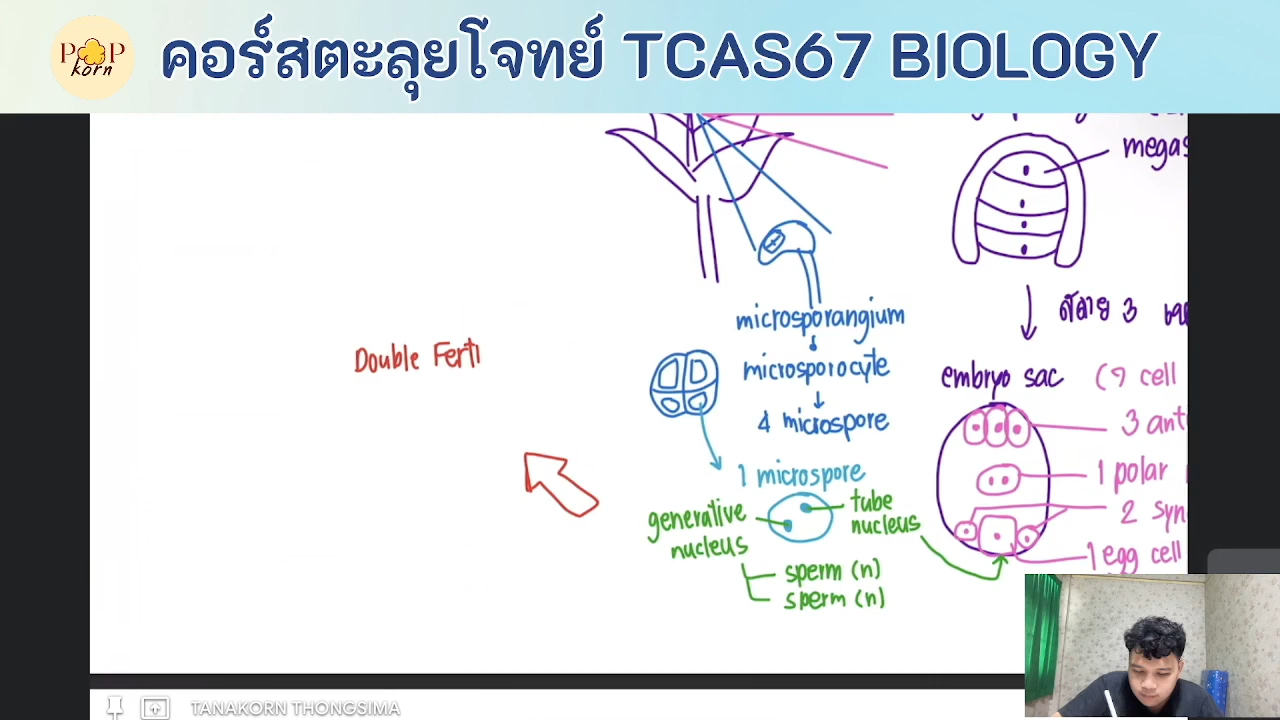 POP
korn
คอร์สตะลุยโจทย์ TCAS67 BIOLOGY
megas
microsporangium
microsporocyte
4 microspore
1 microspore
generative
nucleus
tube
nucleus
sperm (n)
sperm (n)
Double Ferti
สลาย 3
embryo sac (7 cell
3 ant
1 polar
2 syn
1 egg cell
TANAKORN THONGSIMA